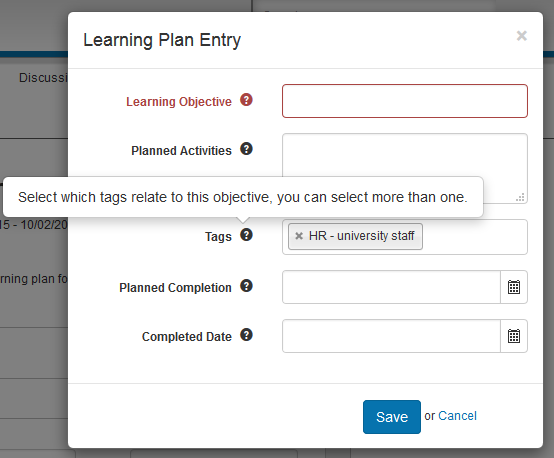 Learning Plan Entry
×
Discussi
Learning Objective ?
Planned Activities ?
Select which tags relate to this objective, you can select more than one.
15 - 10/02/20
Tags ?
× HR - university staff
rning plan fo
Planned Completion ?
Completed Date ?
Save or Cancel